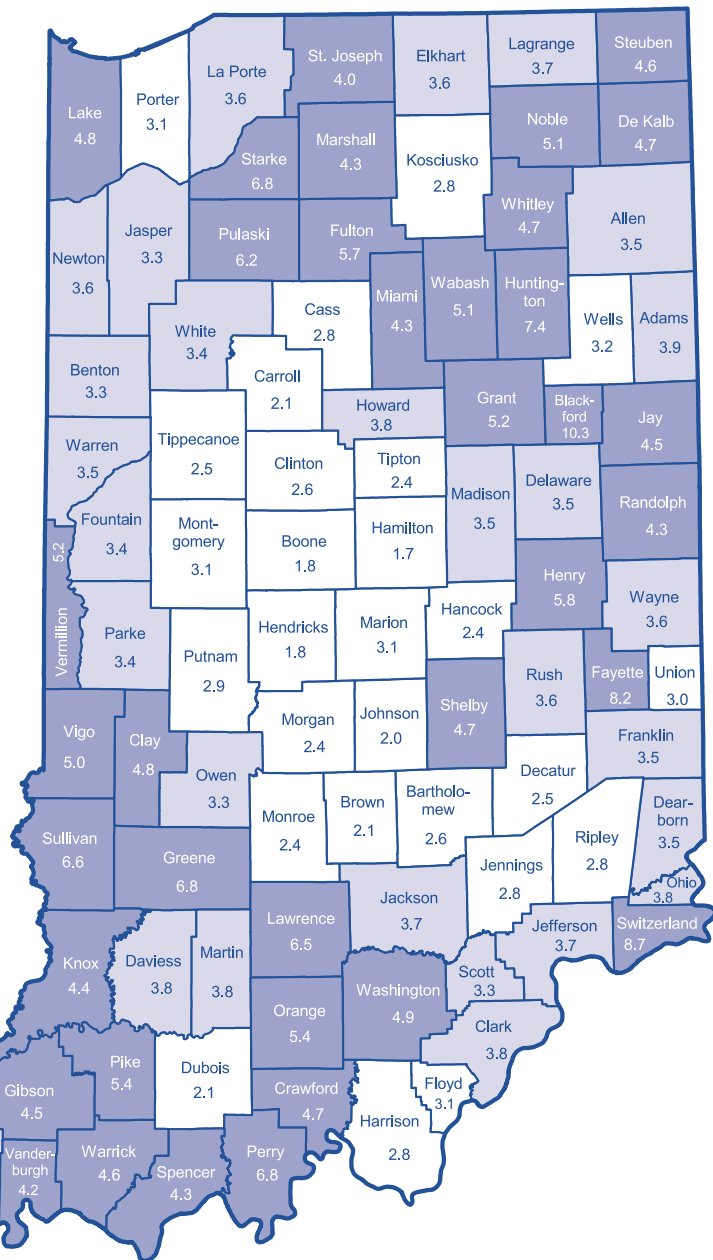 St. Joseph
4.0
Elkhart
3.6
Lagrange
3.7
Steuben
4.6
La Porte
3.6
Porter
3.1
Lake
4.8
Noble
5.1
De Kalb
4.7
Marshall
4.3
Starke
6.8
Kosciusko
2.8
Whitley
4.7
Allen
3.5
Newton
3.6
Jasper
3.3
Pulaski
6.2
Fulton
5.7
Miami
4.3
Wabash
5.1
Hunting-
ton
7.4
Cass
2.8
White
3.4
Wells
3.2
Adams
3.9
Benton
3.3
Carroll
2.1
Howard
3.8
Grant
5.2
Black-
ford
10.3
Jay
4.5
Warren
3.5
Tippecanoe
2.5
Clinton
2.6
Tipton
2.4
Madison
3.5
Delaware
3.5
Randolph
4.3
Fountain
3.4
Mont-
gomery
3.1
Boone
1.8
Hamilton
1.7
Vermillion
5.2
Henry
5.8
Wayne
3.6
Parke
3.4
Putnam
2.9
Hendricks
1.8
Marion
3.1
Hancock
2.4
Rush
3.6
Fayette
8.2
Union
3.0
Vigo
5.0
Clay
4.8
Owen
3.3
Morgan
2.4
Johnson
2.0
Shelby
4.7
Franklin
3.5
Decatur
2.5
Monroe
2.4
Brown
2.1
Bartholo-
mew
2.6
Dear-
born
3.5
Sullivan
6.6
Greene
6.8
Jennings
2.8
Ripley
2.8
Ohio
3.8
Lawrence
6.5
Jackson
3.7
Jefferson
3.7
Switzerland
8.7
Knox
4.4
Daviess
3.8
Martin
3.8
Orange
5.4
Washington
4.9
Scott
3.3
Clark
3.8
Gibson
4.5
Pike
5.4
Dubois
2.1
Crawford
4.7
Floyd
3.1
Harrison
2.8
Vander-
burgh
4.2
Warrick
4.6
Spencer
4.3
Perry
6.8